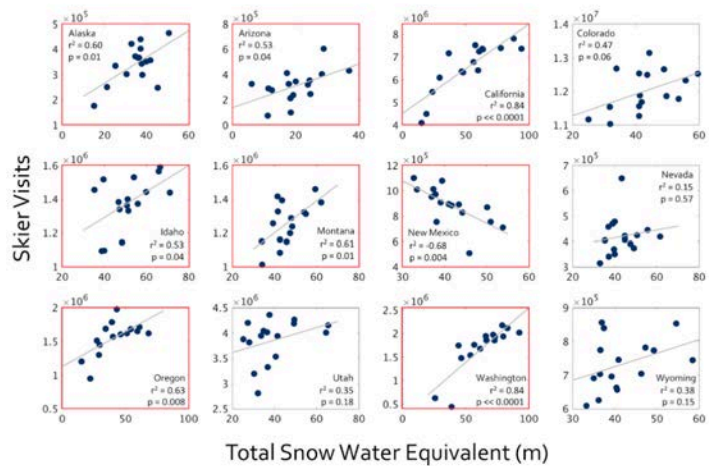 Skier Visits
×10⁵
5
4
3
2
1
Alaska
r² = 0.60
p = 0.01
0 20 40 60
×10⁵
8
6
4
2
0
Arizona
r² = 0.53
p = 0.04
0 10 20 30 40
×10⁶
8
7
6
5
4
California
r² = 0.84
p << 0.0001
0 50 100
×10⁷
1.3
1.2
1.1
Colorado
r² = 0.47
p = 0.06
20 30 40 50 60
×10⁶
1.6
1.4
1.2
1
Idaho
r² = 0.53
p = 0.04
20 40 60 80
×10⁶
1.6
1.4
1.2
1
Montana
r² = 0.61
p = 0.01
20 40 60 80
×10⁵
11
10
9
8
7
6
5
New Mexico
r² = -0.68
p = 0.004
30 40 50 60
×10⁵
7
6
5
4
3
Nevada
r² = 0.15
p = 0.57
20 40 60 80
×10⁶
2
1.5
1
0.5
Oregon
r² = 0.63
p = 0.008
0 50 100
×10⁶
4.5
4
3.5
3
2.5
Utah
r² = 0.35
p = 0.18
20 40 60 80
×10⁶
2.5
2
1.5
1
0.5
Washington
r² = 0.84
p << 0.0001
0 50 100
×10⁵
9
8
7
6
Wyoming
r² = 0.38
p = 0.15
30 40 50 60
Total Snow Water Equivalent (m)